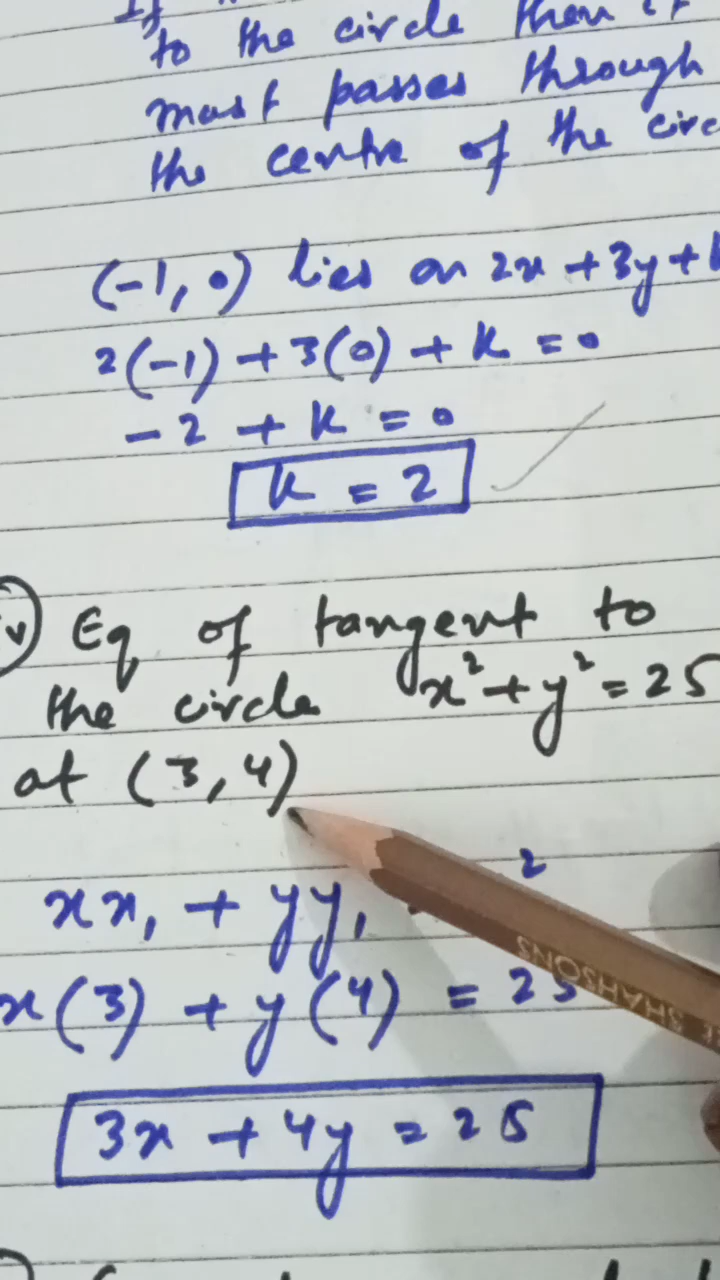 If
to the circle then it
must passes through
the centre of the circ
(-1, 0) lies on 2x + 3y + k
2(-1) + 3(0) + k = 0
- 2 + k = 0
k = 2
v) Eq of tangent to
the circle x² + y² = 25
at (3, 4)
xx₁ + yy₁ 2
x(3) + y(4) = 25
SHAHSONS
3x + 4y = 25